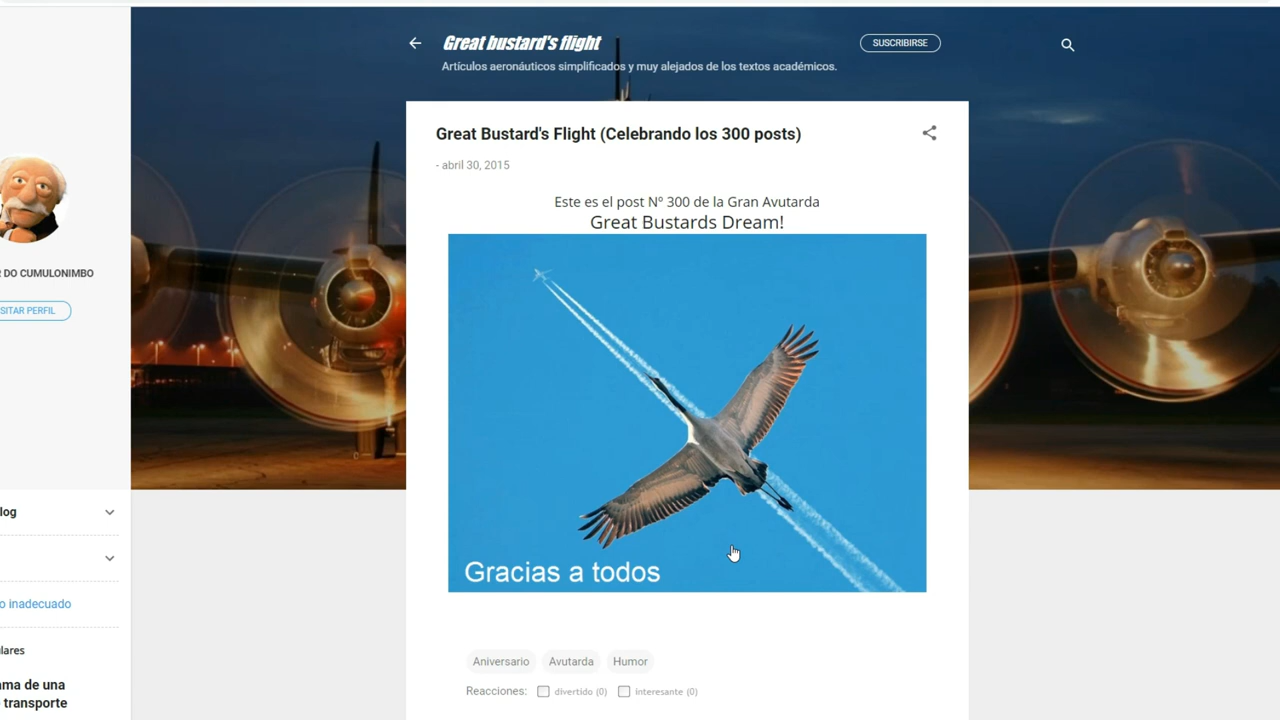 Great bustard's flight
SUSCRIBIRSE
Artículos aeronáuticos simplificados y muy alejados de los textos académicos.
Great Bustard's Flight (Celebrando los 300 posts)
- abril 30, 2015
Este es el post Nº 300 de la Gran Avutarda
Great Bustards Dream!
Gracias a todos
Aniversario Avutarda Humor
Reacciones: divertido (0) interesante (0)
DO CUMULONIMBO
SITAR PERFIL
log
o inadecuado
lares
ma de una
transporte